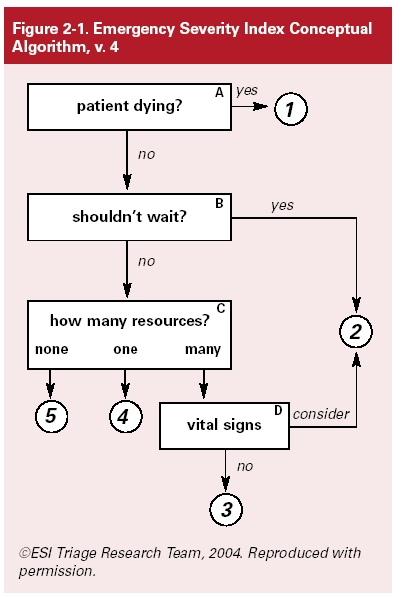 Figure 2-1. Emergency Severity Index Conceptual
Algorithm, v. 4
A
patient dying?
yes
1
no
B
shouldn't wait?
yes
no
C
how many resources?
none one many
2
5
4
D
vital signs
consider
no
3
©ESI Triage Research Team, 2004. Reproduced with
permission.